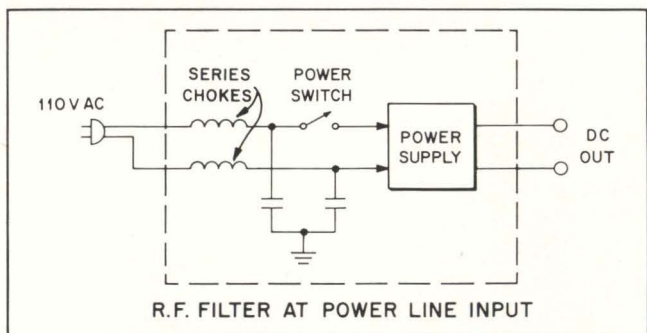 SERIES
CHOKES
POWER
SWITCH
110 V AC
POWER
SUPPLY
DC
OUT
R.F. FILTER AT POWER LINE INPUT